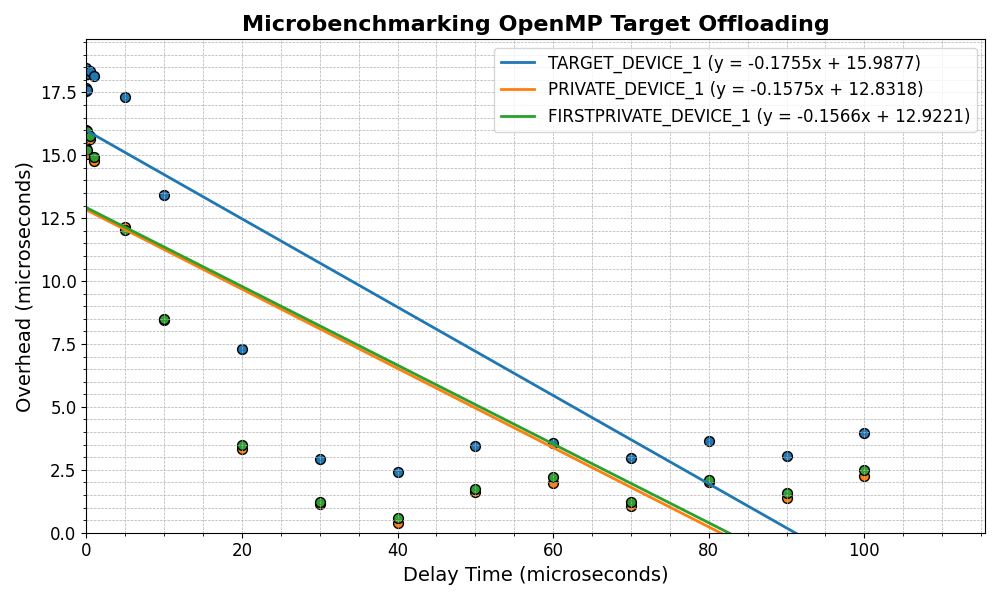 Microbenchmarking OpenMP Target Offloading
TARGET_DEVICE_1 (y = -0.1755x + 15.9877)
PRIVATE_DEVICE_1 (y = -0.1575x + 12.8318)
FIRSTPRIVATE_DEVICE_1 (y = -0.1566x + 12.9221)
Overhead (microseconds)
17.5
15.0
12.5
10.0
7.5
5.0
2.5
0.0
0 20 40 60 80 100
Delay Time (microseconds)